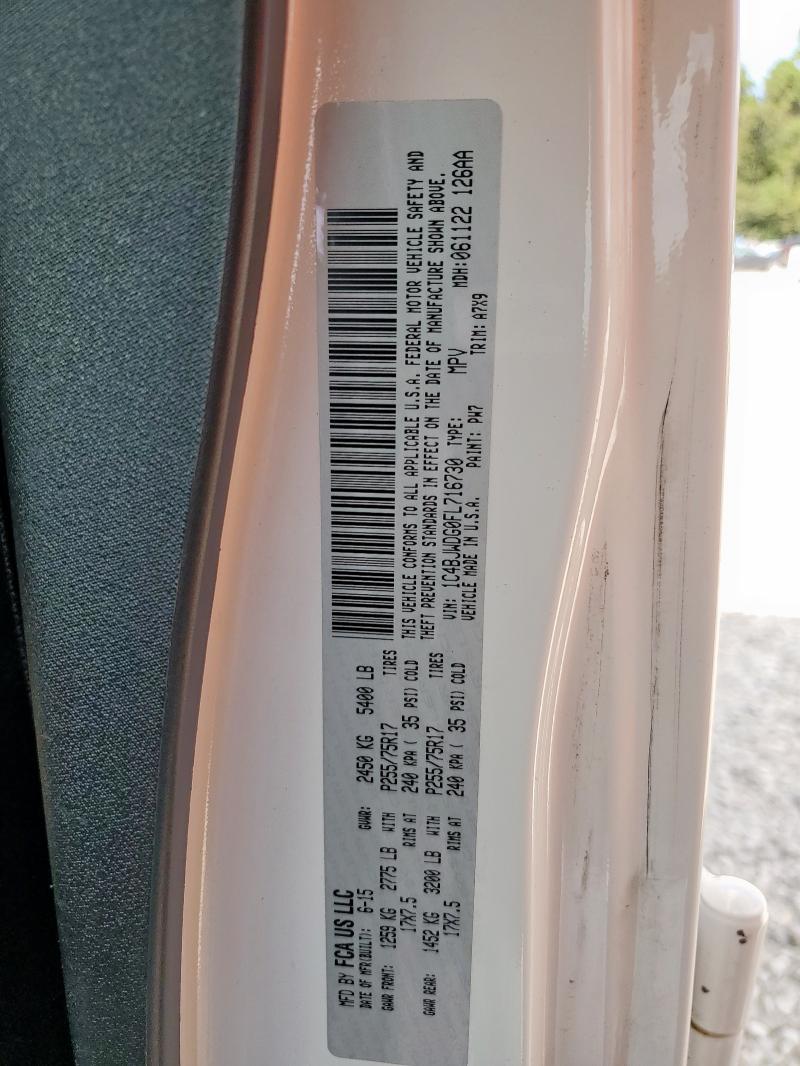 MFD BY FCA US LLC
DATE OF MFR(BUILT): 6-15 GVWR: 2450 KG 5400 LB
GAWR FRONT: 1259 KG 2775 LB WITH P255/75R17 TIRES
17X7.5 RIMS AT 240 KPA ( 35 PSI) COLD
GAWR REAR: 1452 KG 3200 LB WITH P255/75R17 TIRES
17X7.5 RIMS AT 240 KPA ( 35 PSI) COLD
THIS VEHICLE CONFORMS TO ALL APPLICABLE U.S.A. FEDERAL MOTOR VEHICLE SAFETY AND
THEFT PREVENTION STANDARDS IN EFFECT ON THE DATE OF MANUFACTURE SHOWN ABOVE.
VIN: 1C4BJWDG0FL716730 TYPE: MPV MDH:061122 126AA
VEHICLE MADE IN U.S.A. PAINT: PW7 TRIM: A7X9